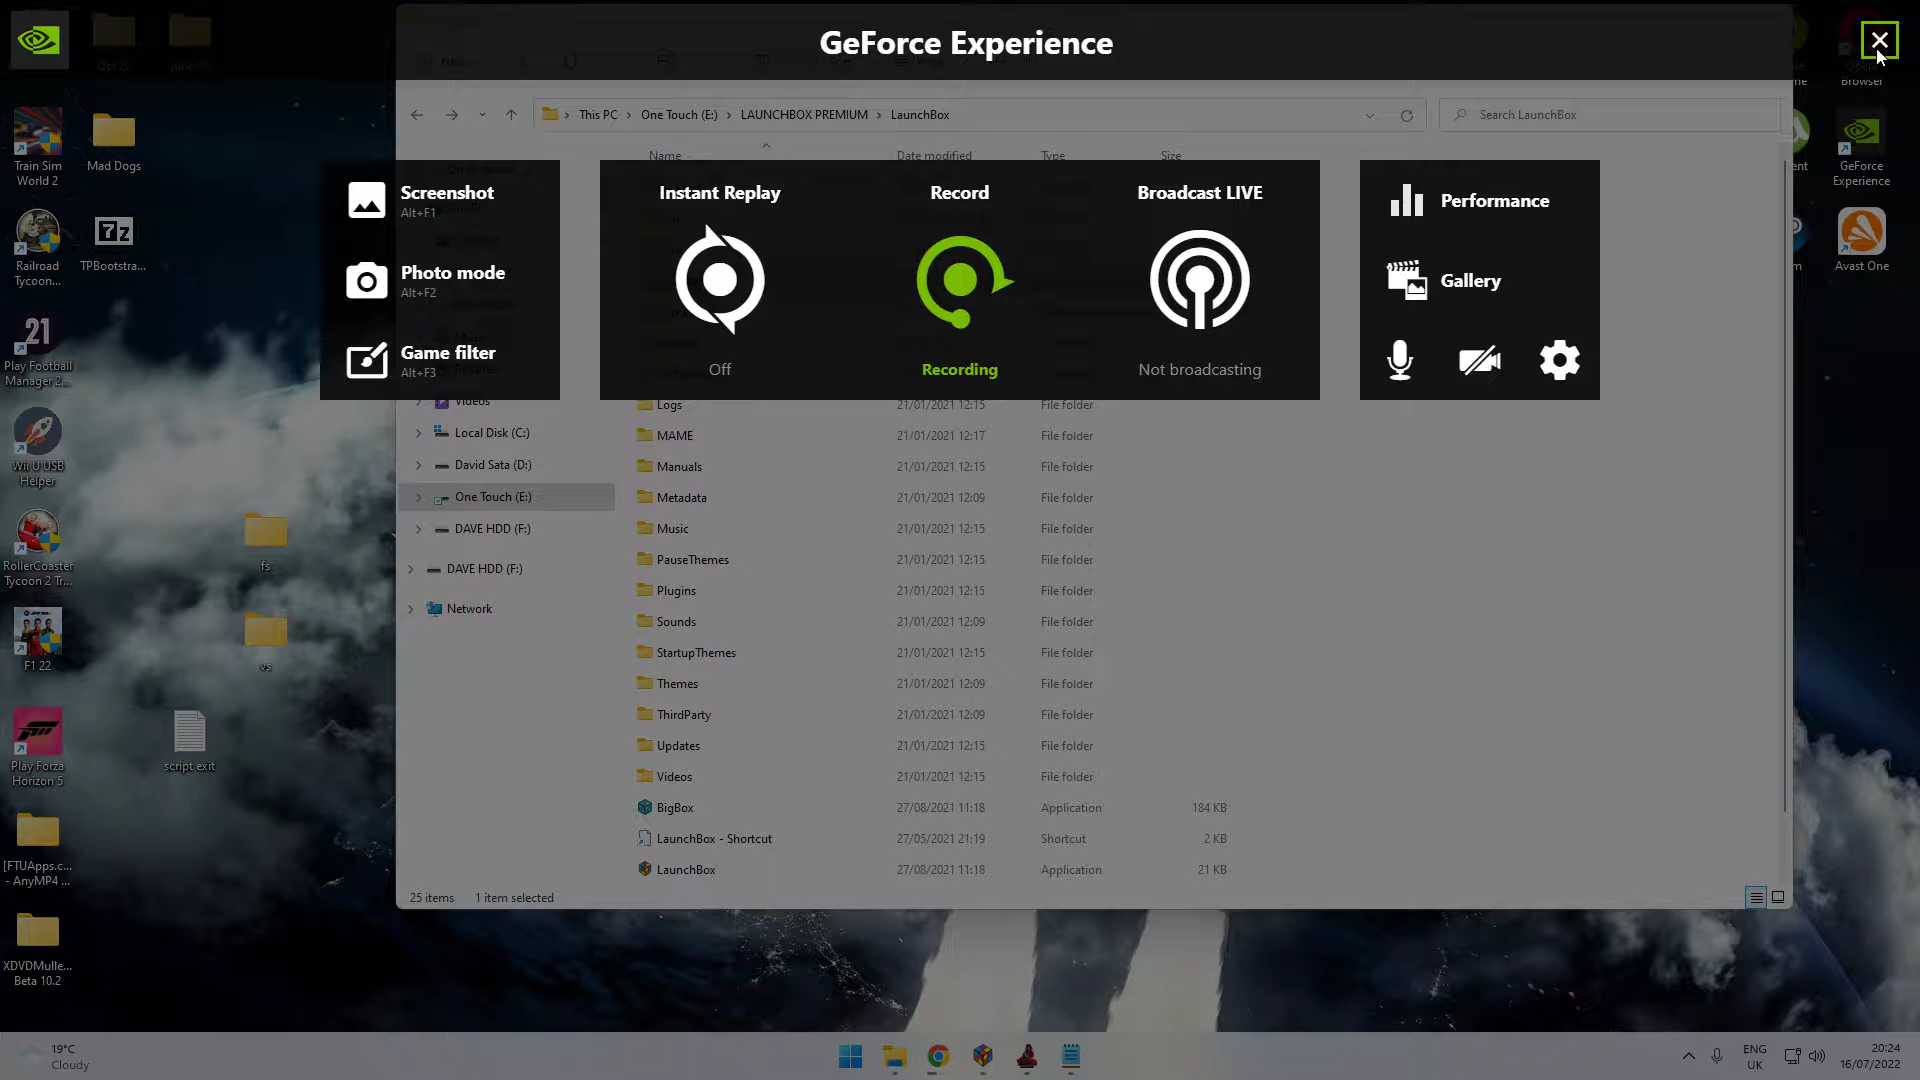 GeForce Experience
Oct 22
Browser
This PC
One Touch (E:)
LAUNCHBOX PREMIUM
LaunchBox
Search LaunchBox
Train Sim
World 2
Mad Dogs
GeForce
Experience
Name
Date modified
Type
Size
Screenshot
Alt+F1
Photo mode
Alt+F2
Game filter
Alt+F3
Instant Replay
Off
Record
Recording
Broadcast LIVE
Not broadcasting
Performance
Gallery
Railroad
Tycoon...
TPBootstra...
Avast One
Play Football
Manager 2...
Wii U USB
Helper
RollerCoaster
Tycoon 2 Tr...
F1 22
Play Forza
Horizon 5
[FTUApps.c...
- AnyMP4 ...
XDVDMulle...
Beta 10.2
fs
vs
script exit
Videos
Local Disk (C:)
David Sata (D:)
One Touch (E:)
DAVE HDD (F:)
DAVE HDD (F:)
Network
Logs 21/01/2021 12:15 File folder
MAME 21/01/2021 12:17 File folder
Manuals 21/01/2021 12:15 File folder
Metadata 21/01/2021 12:09 File folder
Music 21/01/2021 12:15 File folder
PauseThemes 21/01/2021 12:15 File folder
Plugins 21/01/2021 12:15 File folder
Sounds 21/01/2021 12:09 File folder
StartupThemes 21/01/2021 12:09 File folder
Themes 21/01/2021 12:09 File folder
ThirdParty 21/01/2021 12:09 File folder
Updates 21/01/2021 12:15 File folder
Videos 21/01/2021 12:15 File folder
BigBox 27/08/2021 11:18 Application 184 KB
LaunchBox - Shortcut 27/05/2021 21:19 Shortcut 2 KB
LaunchBox 27/08/2021 11:18 Application 21 KB
25 items 1 item selected
19°C
Cloudy
ENG
UK
20:24
16/07/2022